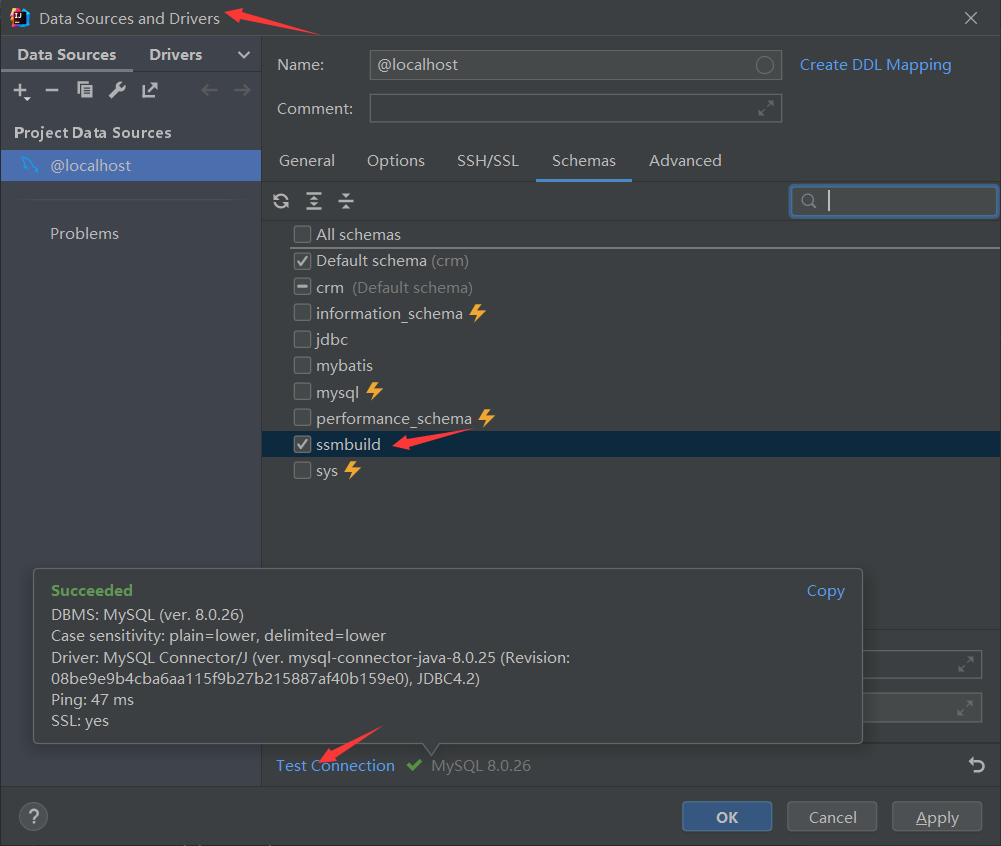 Data Sources and Drivers
Data Sources Drivers
Name: @localhost Create DDL Mapping
Comment:
Project Data Sources
@localhost
Problems
General Options SSH/SSL Schemas Advanced
All schemas
Default schema (crm)
crm (Default schema)
information_schema
jdbc
mybatis
mysql
performance_schema
ssmbuild
sys
Succeeded Copy
DBMS: MySQL (ver. 8.0.26)
Case sensitivity: plain=lower, delimited=lower
Driver: MySQL Connector/J (ver. mysql-connector-java-8.0.25 (Revision:
08be9e9b4cba6aa115f9b27b215887af40b159e0), JDBC4.2)
Ping: 47 ms
SSL: yes
Test Connection MySQL 8.0.26
? OK Cancel Apply